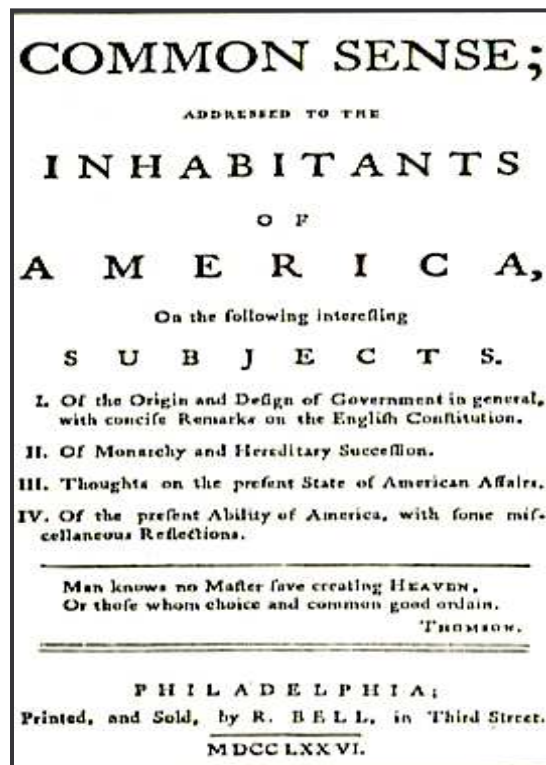 COMMON SENSE;
ADDRESSED TO THE
INHABITANTS
OF
AMERICA,
On the following intereſting
SUBJECTS.
I. Of the Origin and Deſign of Government in general,
with conciſe Remarks on the Engliſh Conſtitution.
II. Of Monarchy and Hereditary Succeſſion.
III. Thoughts on the preſent State of American Affairs.
IV. Of the preſent Ability of America, with ſome miſ-
cellaneous Reflections.
Man knows no Maſter ſave creating HEAVEN,
Or thoſe whom choice and common good ordain.
THOMSON.
PHILADELPHIA;
Printed, and Sold, by R. BELL, in Third Street.
MDCCLXXVI.